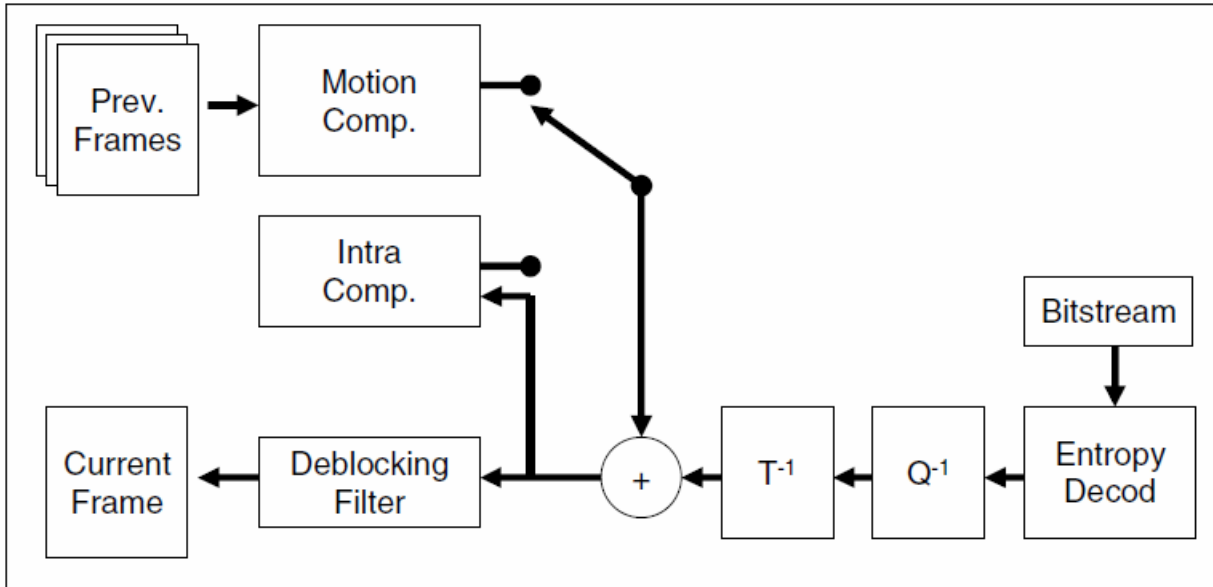 Prev.
Frames
Motion
Comp.
Intra
Comp.
Bitstream
Current
Frame
Deblocking
Filter
+
T-1
Q-1
Entropy
Decod